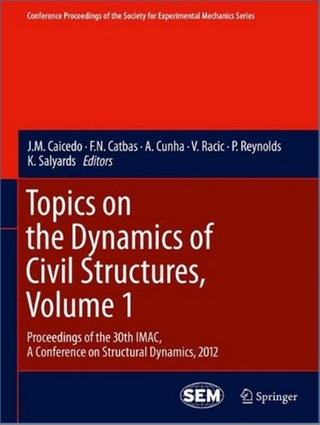 Conference Proceedings of the Society for Experimental Mechanics Series
J.M. Caicedo · F.N. Catbas · A. Cunha · V. Racic · P. Reynolds
K. Salyards Editors
Topics on
the Dynamics of
Civil Structures,
Volume 1
Proceedings of the 30th IMAC,
A Conference on Structural Dynamics, 2012
SEM Springer